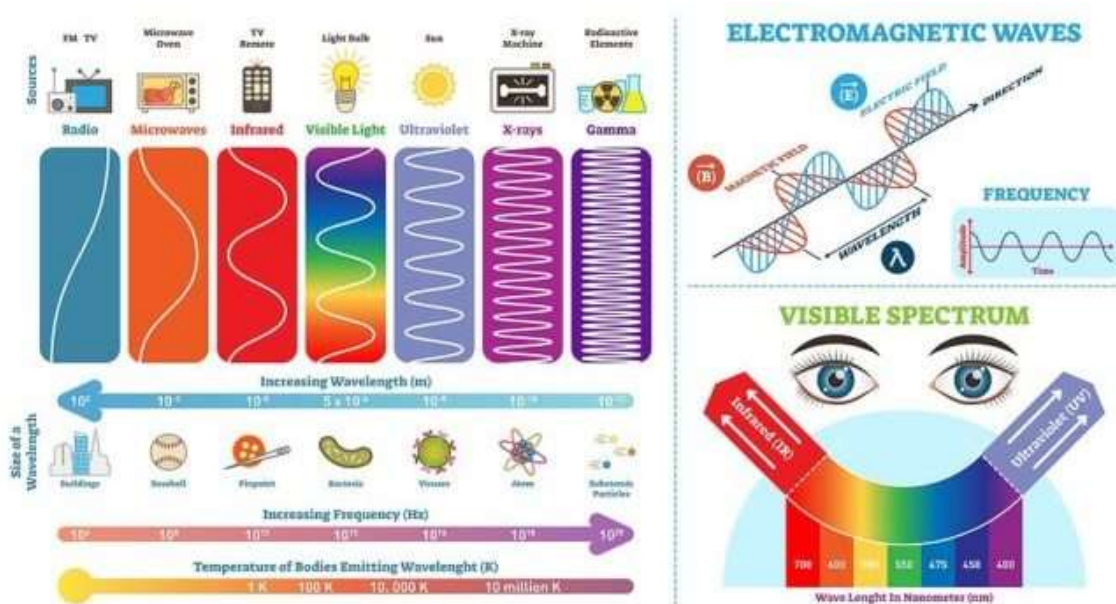 FM TV
Microwave
Oven
TV
Remote
Light Bulb
Sun
X-ray
Machine
Radioactive
Elements
Sources
Radio
Microwaves
Infrared
Visible Light
Ultraviolet
X-rays
Gamma
Increasing Wavelength (m)
5 x 10
Size of a
Wavelength
Buildings
Baseball
Pinpoint
Bacteria
Viruses
Atom
Subatomic
Particles
Increasing Frequency (Hz)
Temperature of Bodies Emitting Wavelenght (K)
1 K 100 K 10, 000 K 10 million K
ELECTROMAGNETIC WAVES
(E)
ELECTRIC FIELD
DIRECTION
(B)
MAGNETIC FIELD
WAVELENGTH
λ
FREQUENCY
Amplitude
Time
VISIBLE SPECTRUM
Infrared (IR)
Ultraviolet (UV)
700 550 475 450 400
Wave Lenght In Nanometer (nm)